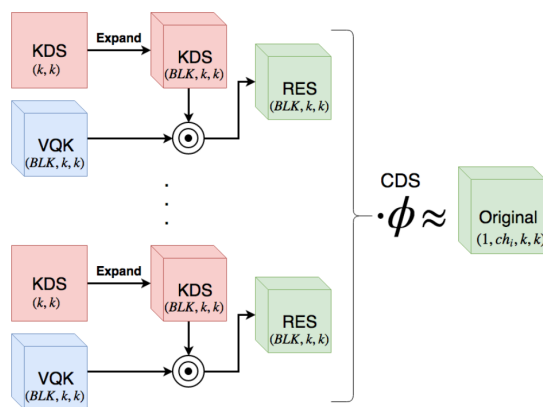 KDS
(k, k)
Expand
KDS
(BLK, k, k)
RES
(BLK, k, k)
VQK
(BLK, k, k)
.
.
.
KDS
(k, k)
Expand
KDS
(BLK, k, k)
RES
(BLK, k, k)
VQK
(BLK, k, k)
CDS
·ϕ≈
Original
(1, ch_i, k, k)